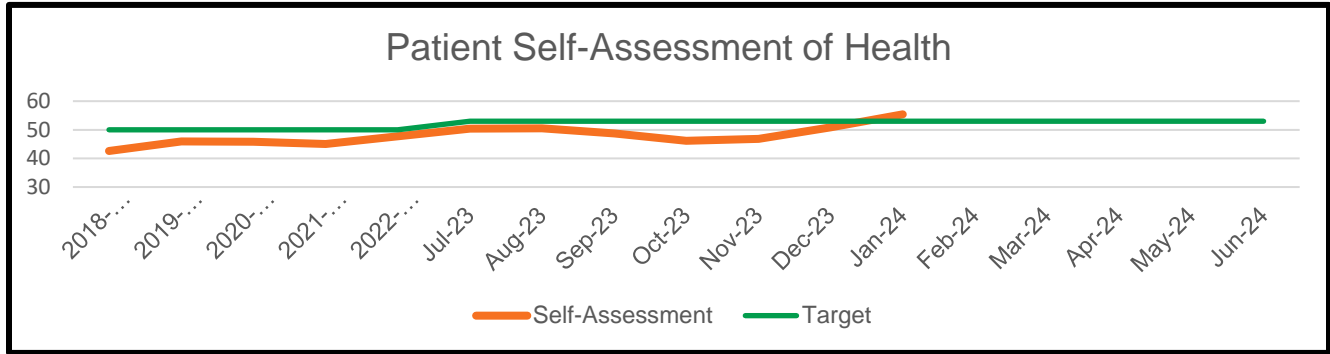 Patient Self-Assessment of Health
60
50
40
30
2018-…
2019-…
2020-…
2021-…
2022-…
Jul-23
Aug-23
Sep-23
Oct-23
Nov-23
Dec-23
Jan-24
Feb-24
Mar-24
Apr-24
May-24
Jun-24
Self-Assessment Target